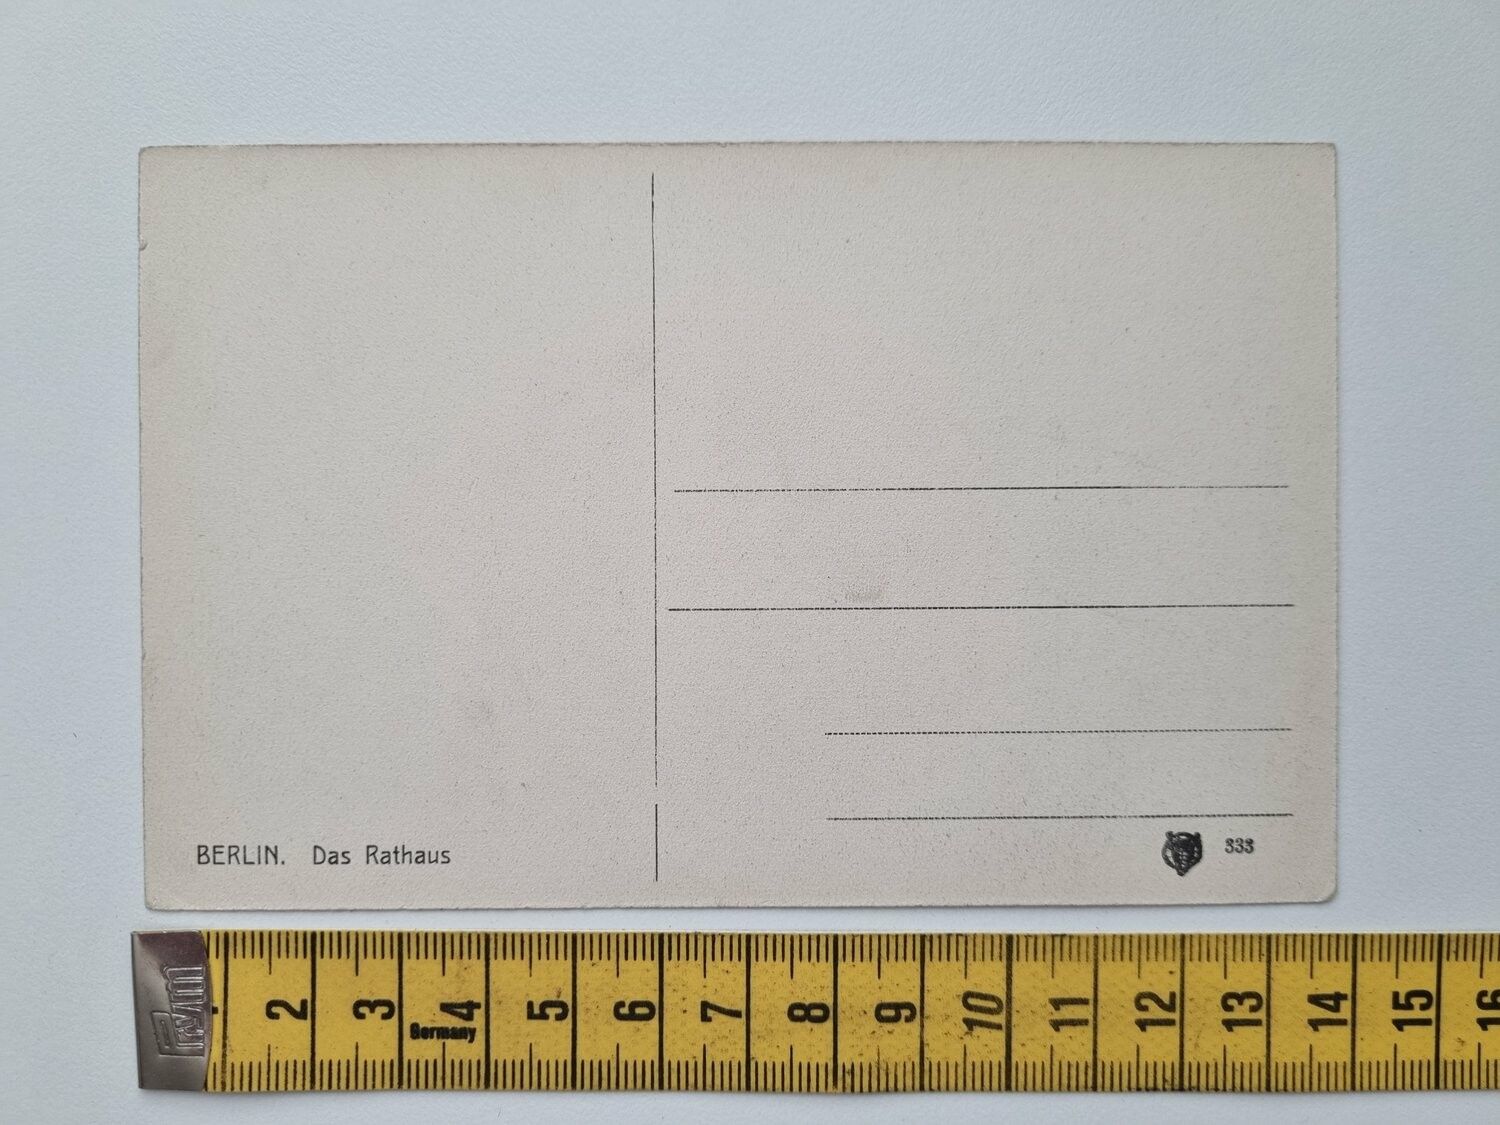 BERLIN. Das Rathaus
333
Prym
2 3 4 5 6 7 8 9 10 11 12 13 14 15 16
Germany